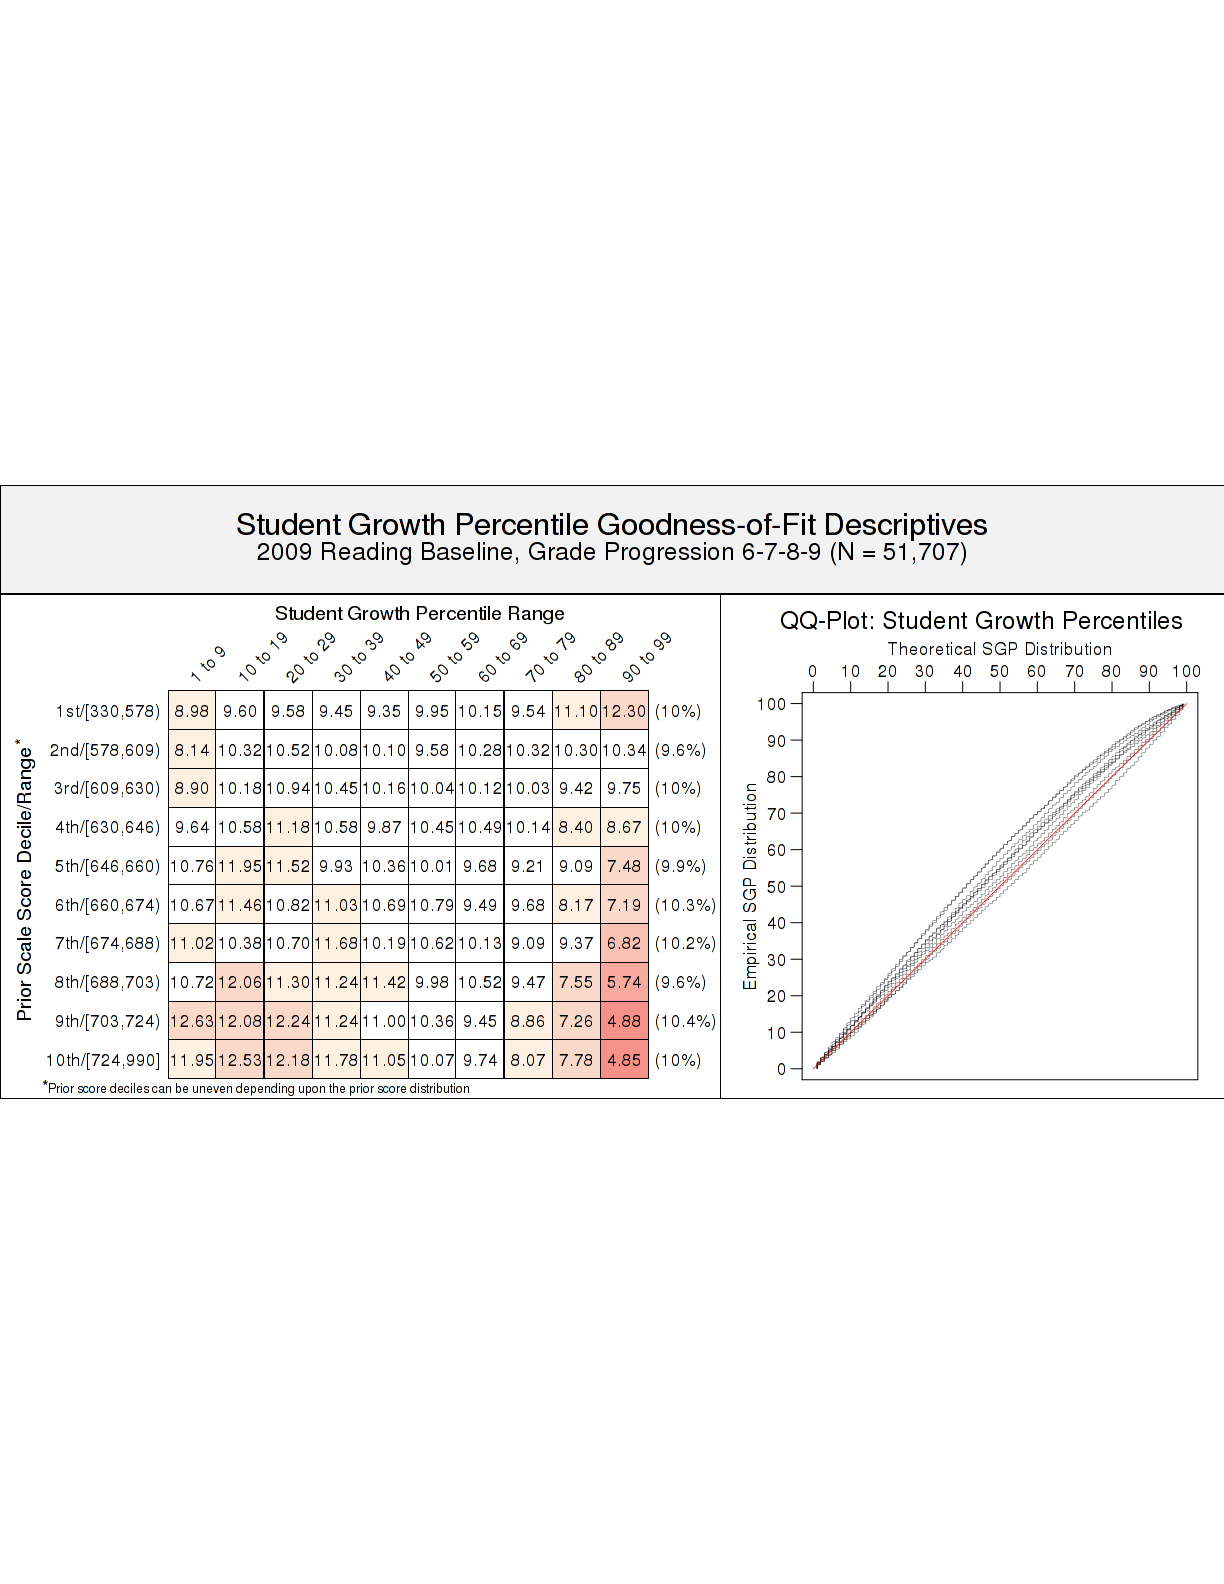 Student Growth Percentile Goodness-of-Fit Descriptives
2009 Reading Baseline, Grade Progression 6-7-8-9 (N = 51,707)
Student Growth Percentile Range
1 to 9 10 to 19 20 to 29 30 to 39 40 to 49 50 to 59 60 to 69 70 to 79 80 to 89 90 to 99
Prior Scale Score Decile/Range*
1st/[330,578) 8.98 9.60 9.58 9.45 9.35 9.95 10.15 9.54 11.10 12.30 (10%)
2nd/[578,609) 8.14 10.32 10.52 10.08 10.10 9.58 10.28 10.32 10.30 10.34 (9.6%)
3rd/[609,630) 8.90 10.18 10.94 10.45 10.16 10.04 10.12 10.03 9.42 9.75 (10%)
4th/[630,646) 9.64 10.58 11.18 10.58 9.87 10.45 10.49 10.14 8.40 8.67 (10%)
5th/[646,660) 10.76 11.95 11.52 9.93 10.36 10.01 9.68 9.21 9.09 7.48 (9.9%)
6th/[660,674) 10.67 11.46 10.82 11.03 10.69 10.79 9.49 9.68 8.17 7.19 (10.3%)
7th/[674,688) 11.02 10.38 10.70 11.68 10.19 10.62 10.13 9.09 9.37 6.82 (10.2%)
8th/[688,703) 10.72 12.06 11.30 11.24 11.42 9.98 10.52 9.47 7.55 5.74 (9.6%)
9th/[703,724) 12.63 12.08 12.24 11.24 11.00 10.36 9.45 8.86 7.26 4.88 (10.4%)
10th/[724,990] 11.95 12.53 12.18 11.78 11.05 10.07 9.74 8.07 7.78 4.85 (10%)
*Prior score deciles can be uneven depending upon the prior score distribution
QQ-Plot: Student Growth Percentiles
Theoretical SGP Distribution
0 10 20 30 40 50 60 70 80 90 100
Empirical SGP Distribution
100
90
80
70
60
50
40
30
20
10
0